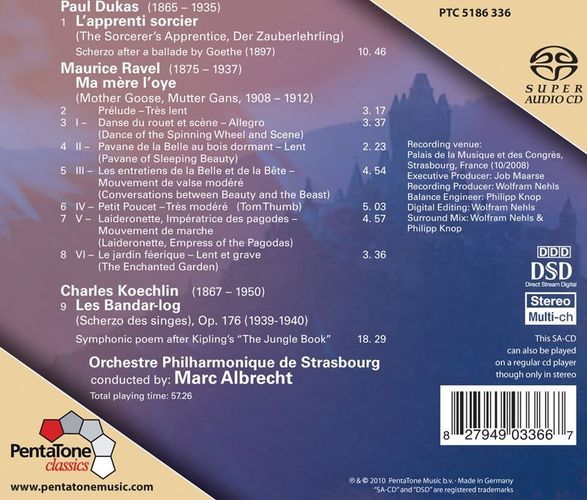 Paul Dukas (1865 – 1935)
1 L'apprenti sorcier
(The Sorcerer's Apprentice, Der Zauberlehrling)
Scherzo after a ballade by Goethe (1897) 10. 46
Maurice Ravel (1875 – 1937)
Ma mère l'oye
(Mother Goose, Mutter Gans, 1908 – 1912)
2 Prélude – Très lent 3. 17
3 I – Danse du rouet et scène – Allegro 3. 37
(Dance of the Spinning Wheel and Scene)
4 II – Pavane de la Belle au bois dormant – Lent 2. 23
(Pavane of Sleeping Beauty)
5 III – Les entretiens de la Belle et de la Bête – 4. 54
Mouvement de valse modéré
(Conversations between Beauty and the Beast)
6 IV – Petit Poucet – Très modéré (Tom Thumb) 5. 03
7 V – Laideronette, Impératrice des pagodes – 4. 57
Mouvement de marche
(Laideronette, Empress of the Pagodas)
8 VI – Le jardin féerique – Lent et grave 3. 36
(The Enchanted Garden)
Charles Koechlin (1867 – 1950)
9 Les Bandar-log
(Scherzo des singes), Op. 176 (1939-1940)
Symphonic poem after Kipling's "The Jungle Book" 18. 29
Orchestre Philharmonique de Strasbourg
conducted by: Marc Albrecht
Total playing time: 57.26
PentaTone
classics
www.pentatonemusic.com
PTC 5186 336
SUPER AUDIO CD
Recording venue:
Palais de la Musique et des Congrès,
Strasbourg, France (10/2008)
Executive Producer: Job Maarse
Recording Producer: Wolfram Nehls
Balance Engineer: Philipp Knop
Digital Editing: Wolfram Nehls
Surround Mix: Wolfram Nehls &
Philipp Knop
DDD
DSD
Direct Stream Digital
Stereo
Multi-ch
This SA-CD
can also be played
on a regular cd player
though only in stereo
8 27949 03366 7
℗ & © 2010 PentaTone Music b.v. - Made in Germany
"SA-CD" and "DSD" are registered trademarks